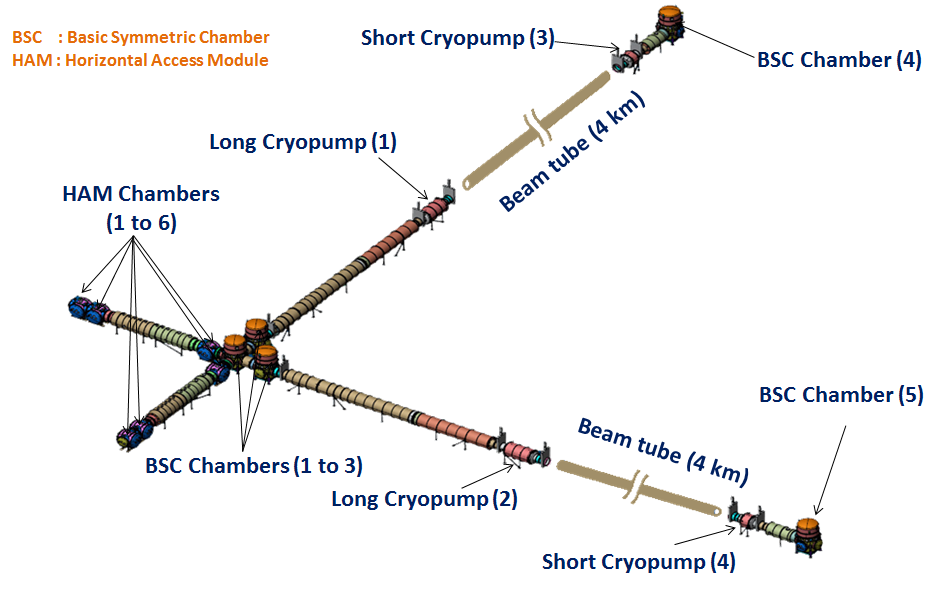 BSC : Basic Symmetric Chamber
HAM : Horizontal Access Module
Short Cryopump (3)
BSC Chamber (4)
Beam tube (4 km)
Long Cryopump (1)
HAM Chambers
(1 to 6)
BSC Chambers (1 to 3)
Long Cryopump (2)
Beam tube (4 km)
BSC Chamber (5)
Short Cryopump (4)